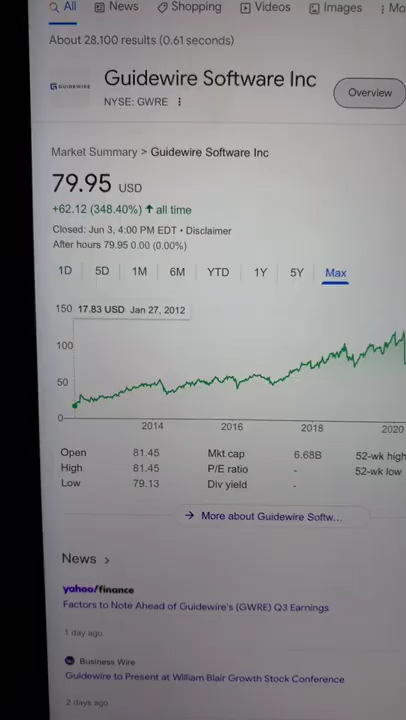 All News Shopping Videos Images
About 28,100 results (0.61 seconds)
GUIDEWIRE
Guidewire Software Inc
NYSE: GWRE
Overview
Market Summary > Guidewire Software Inc
79.95 USD
+62.12 (348.40%) ↑ all time
Closed: Jun 3, 4:00 PM EDT • Disclaimer
After hours 79.95 0.00 (0.00%)
1D 5D 1M 6M YTD 1Y 5Y Max
150 17.83 USD Jan 27, 2012
100
50
0
2014 2016 2018 2020
Open 81.45 Mkt cap 6.68B 52-wk high
High 81.45 P/E ratio - 52-wk low
Low 79.13 Div yield -
→ More about Guidewire Softw...
News >
yahoo!finance
Factors to Note Ahead of Guidewire's (GWRE) Q3 Earnings
1 day ago
Business Wire
Guidewire to Present at William Blair Growth Stock Conference
2 days ago